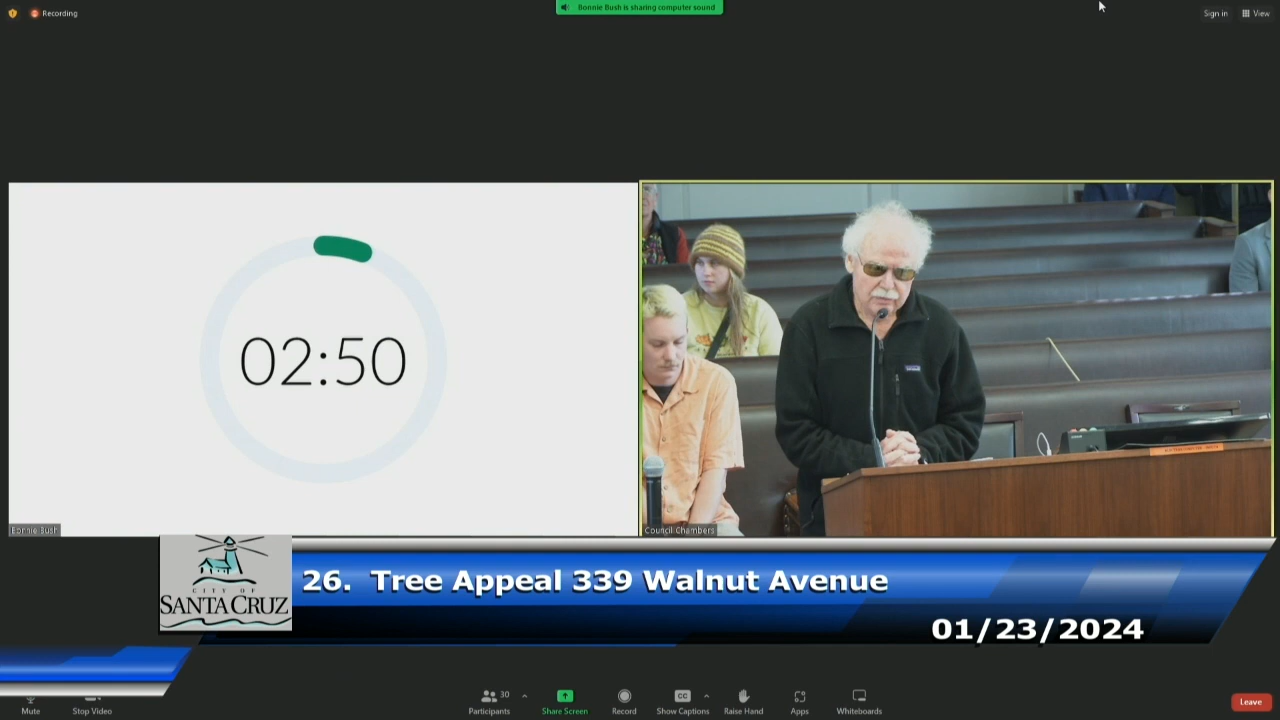 Recording
Bonnie Bush is sharing computer sound
Sign in
View
02:50
Bonnie Bush
Council Chambers
CITY OF
SANTA CRUZ
26. Tree Appeal 339 Walnut Avenue
01/23/2024
Mute
Stop Video
Participants
30
Share Screen
CC
Record
Show Captions
Raise Hand
Apps
Whiteboards
Leave